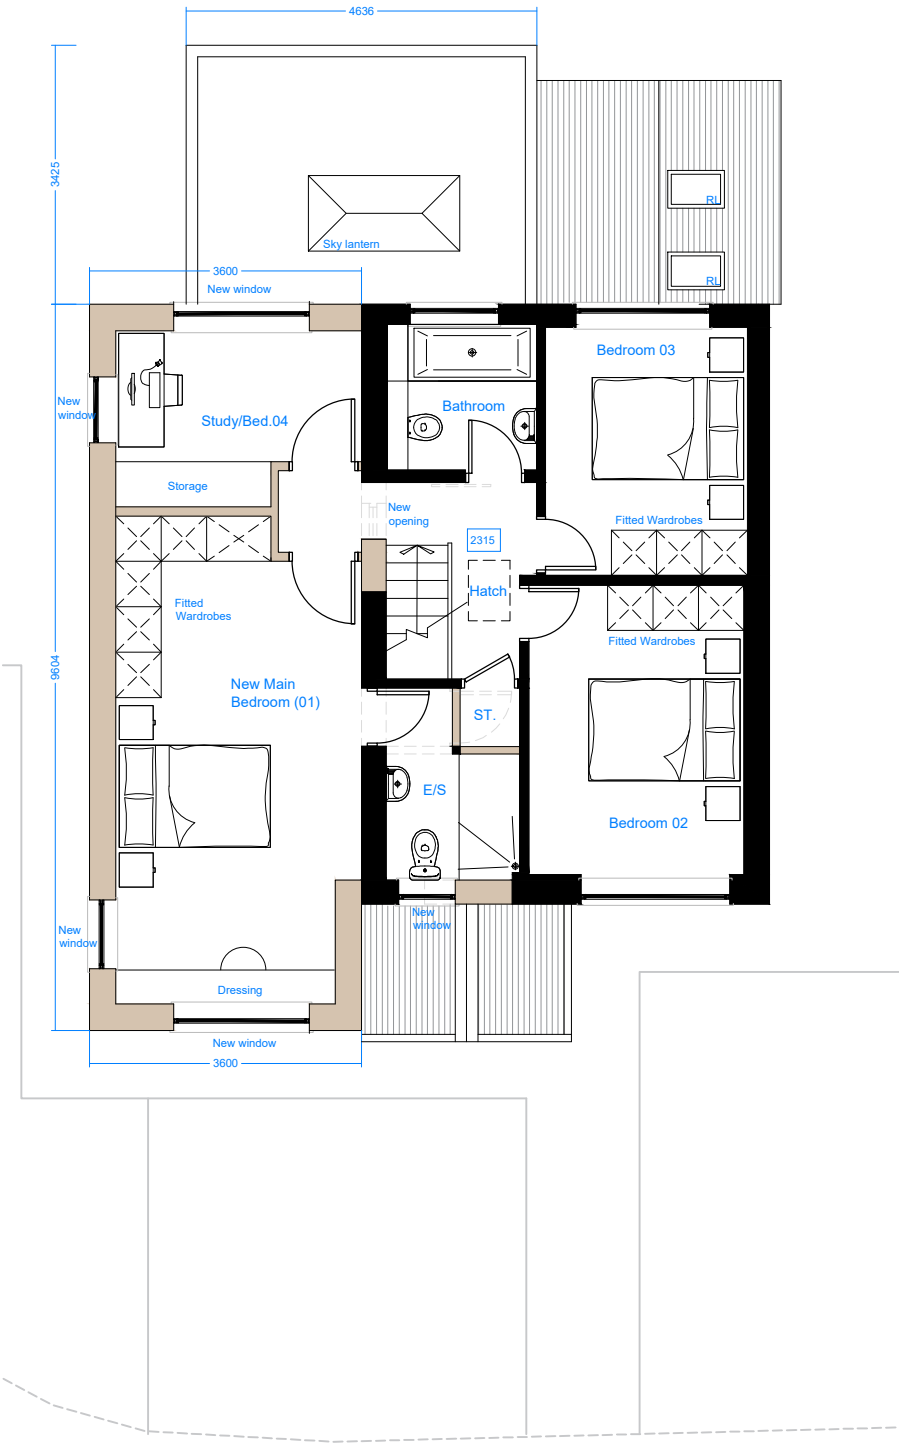 4636
3425
Sky lantern
RL
RL
3600
New window
Bedroom 03
New
window
Bathroom
Study/Bed.04
Storage
New
opening
Fitted Wardrobes
2315
Hatch
Fitted
Wardrobes
Fitted Wardrobes
9604
New Main
Bedroom (01)
ST.
E/S
Bedroom 02
New
window
New
window
Dressing
New window
3600